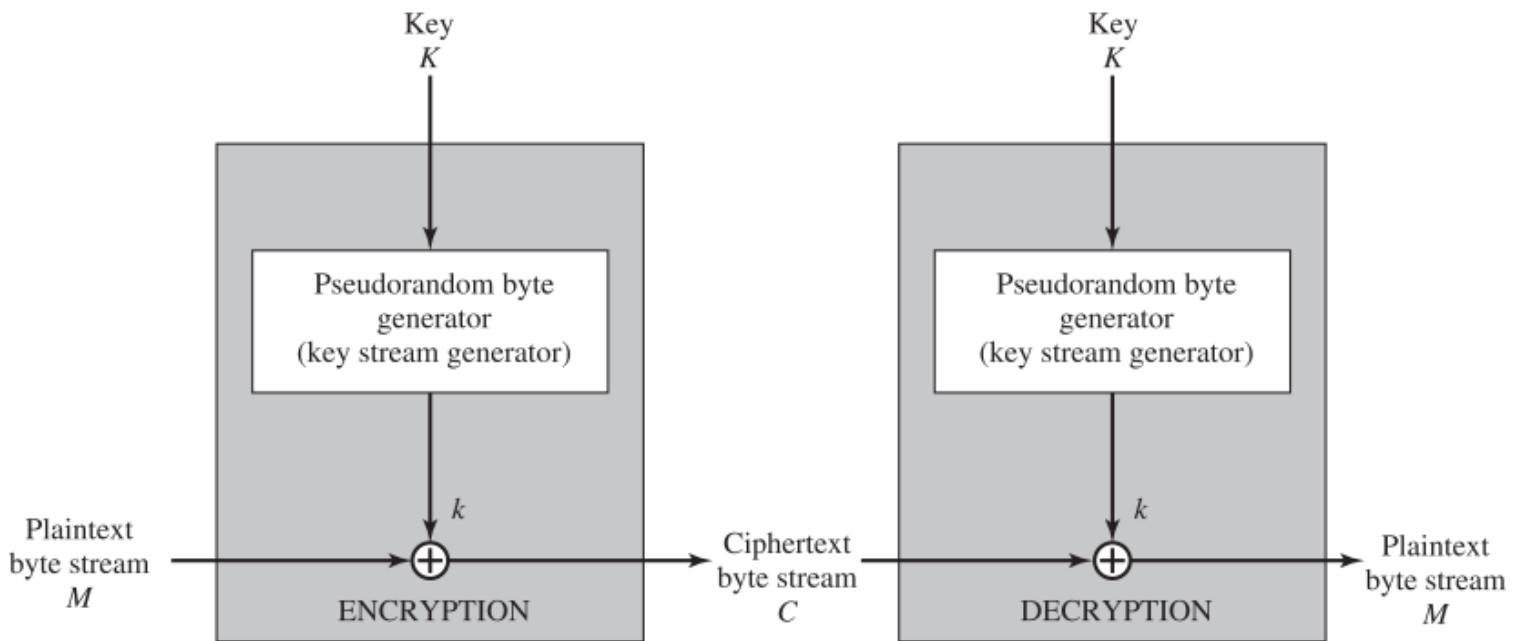 Key
K
Pseudorandom byte
generator
(key stream generator)
k
Plaintext
byte stream
M
ENCRYPTION
Ciphertext
byte stream
C
Key
K
Pseudorandom byte
generator
(key stream generator)
k
DECRYPTION
Plaintext
byte stream
M